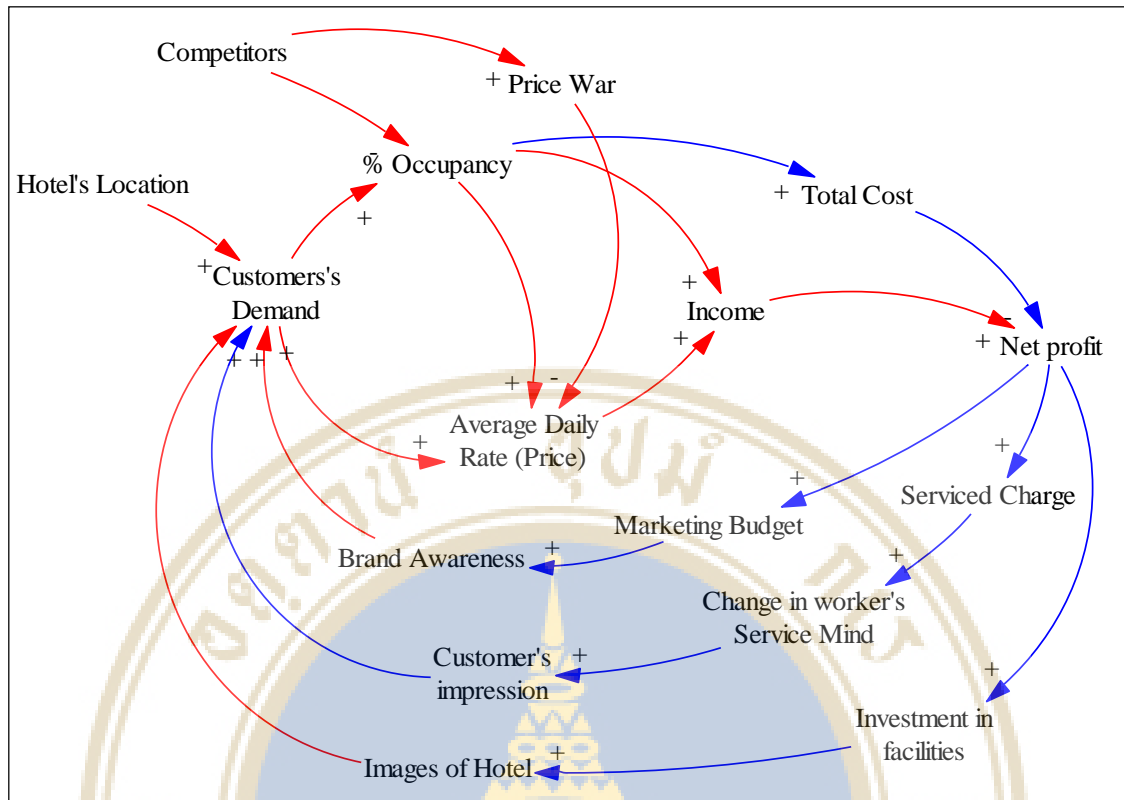 Competitors
+ Price War
-
% Occupancy
Hotel's Location
+ Total Cost
+
+ Customers's
Demand
+
Income
+
-
+ Net profit
+ + +
+ -
Average Daily
Rate (Price)
+
+
Serviced Charge
+
Marketing Budget
+
Brand Awareness
+
Change in worker's
Service Mind
+
Customer's
impression
+
Investment in
facilities
+
Images of Hotel